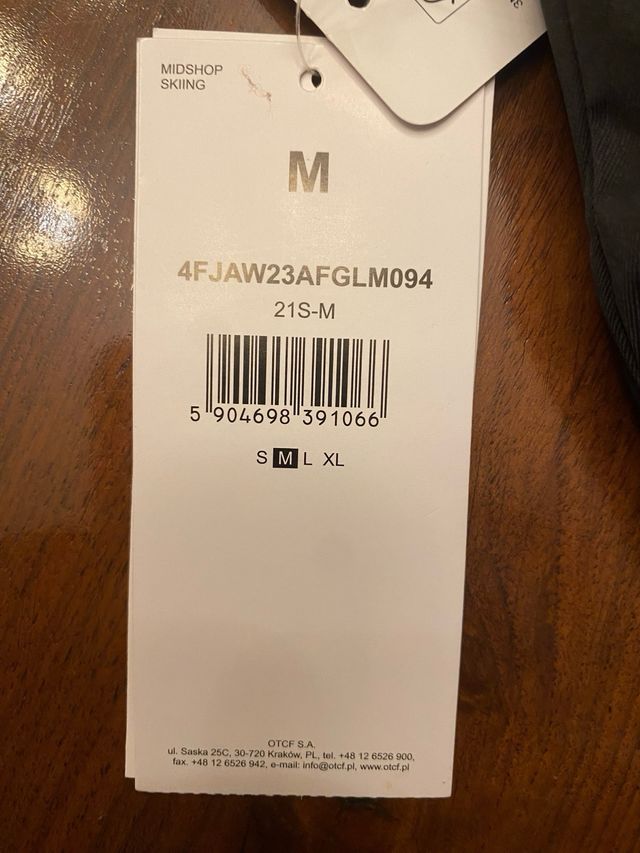 MIDSHOP
SKIING
M
4FJAW23AFGLM094
21S-M
5 904698 391066
S M L XL
OTCF S.A.
ul. Saska 25C, 30-720 Kraków, PL, tel. +48 12 6526 900,
fax. +48 12 6526 942, e-mail: info@otcf.pl, www.otcf.pl